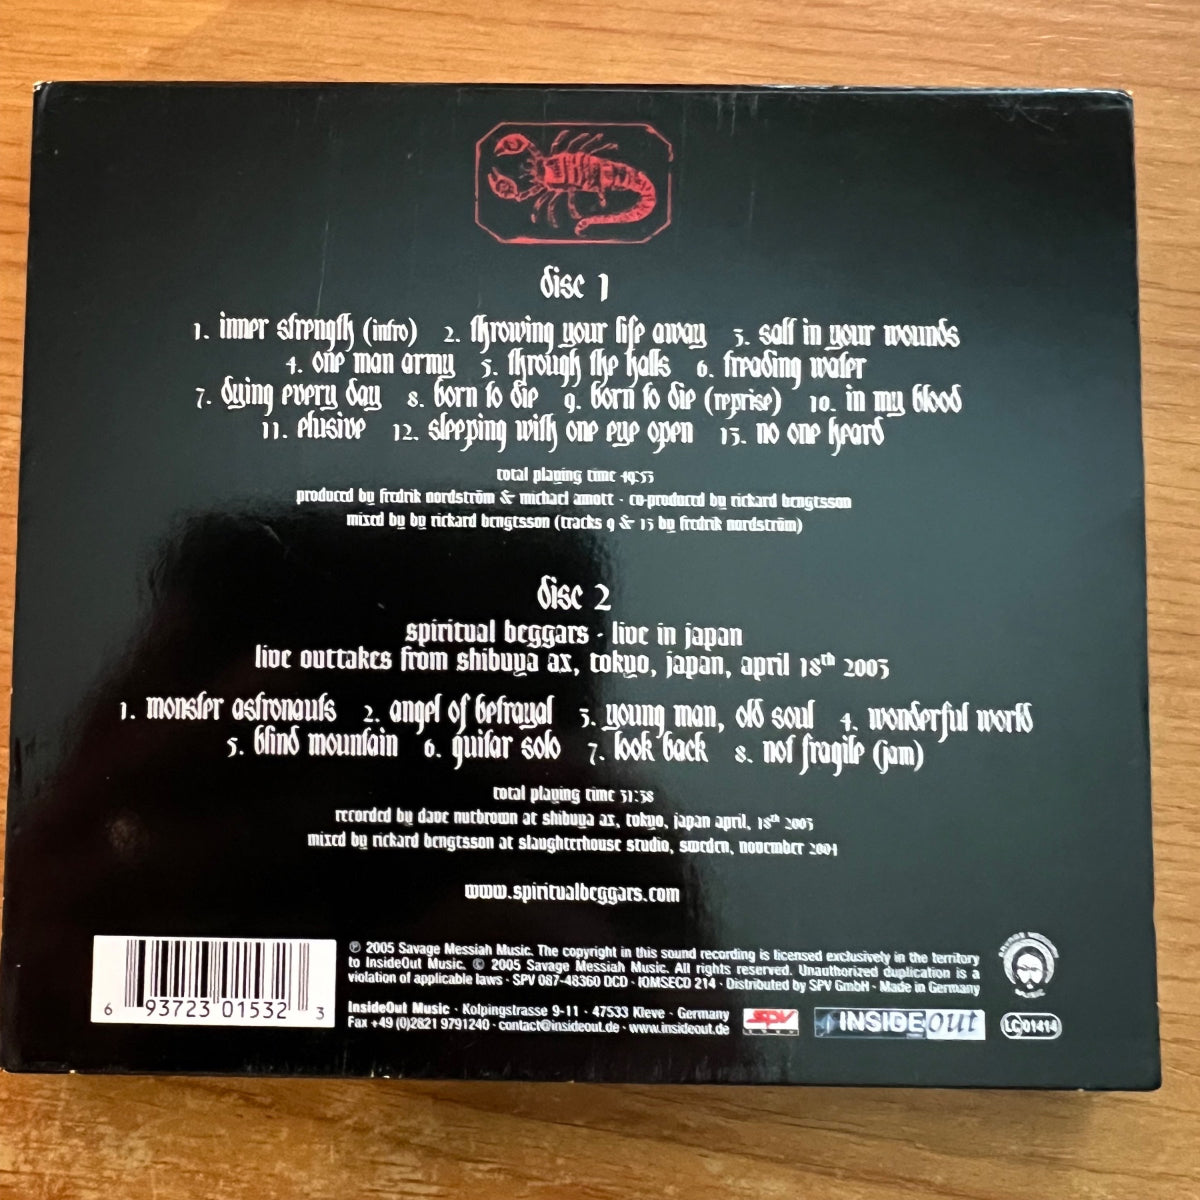 disc 1
1. inner strength (intro) 2. throwing your life away 3. salt in your wounds
4. one man army 5. through the halls 6. treading water
7. dying every day 8. born to die 9. born to die (reprise) 10. in my blood
11. elusive 12. sleeping with one eye open 13. no one heard
total playing time 49:53
produced by fredrik nordström & michael amott · co-produced by rickard bengtsson
mixed by by rickard bengtsson (tracks 9 & 13 by fredrik nordström)
disc 2
spiritual beggars · live in japan
live outtakes from shibuya ax, tokyo, japan, april 18th 2003
1. monster astronauts 2. angel of betrayal 3. young man, old soul 4. wonderful world
5. blind mountain 6. guitar solo 7. look back 8. not fragile (jam)
total playing time 31:38
recorded by dave nutbrown at shibuya ax, tokyo, japan april, 18th 2003
mixed by rickard bengtsson at slaughterhouse studio, sweden, november 2004
www.spiritualbeggars.com
6 93723 01532 3
℗ 2005 Savage Messiah Music. The copyright in this sound recording is licensed exclusively in the territory
to InsideOut Music. © 2005 Savage Messiah Music. All rights reserved. Unauthorized duplication is a
violation of applicable laws · SPV 087-48360 DCD · IOMSECD 214 · Distributed by SPV GmbH · Made in Germany
InsideOut Music · Kolpingstrasse 9-11 · 47533 Kleve · Germany
Fax +49 (0)2821 9791240 · contact@insideout.de · www.insideout.de
SPV
INSIDEOUT
LC 01414
SAVAGE MESSIAH
MUSIC